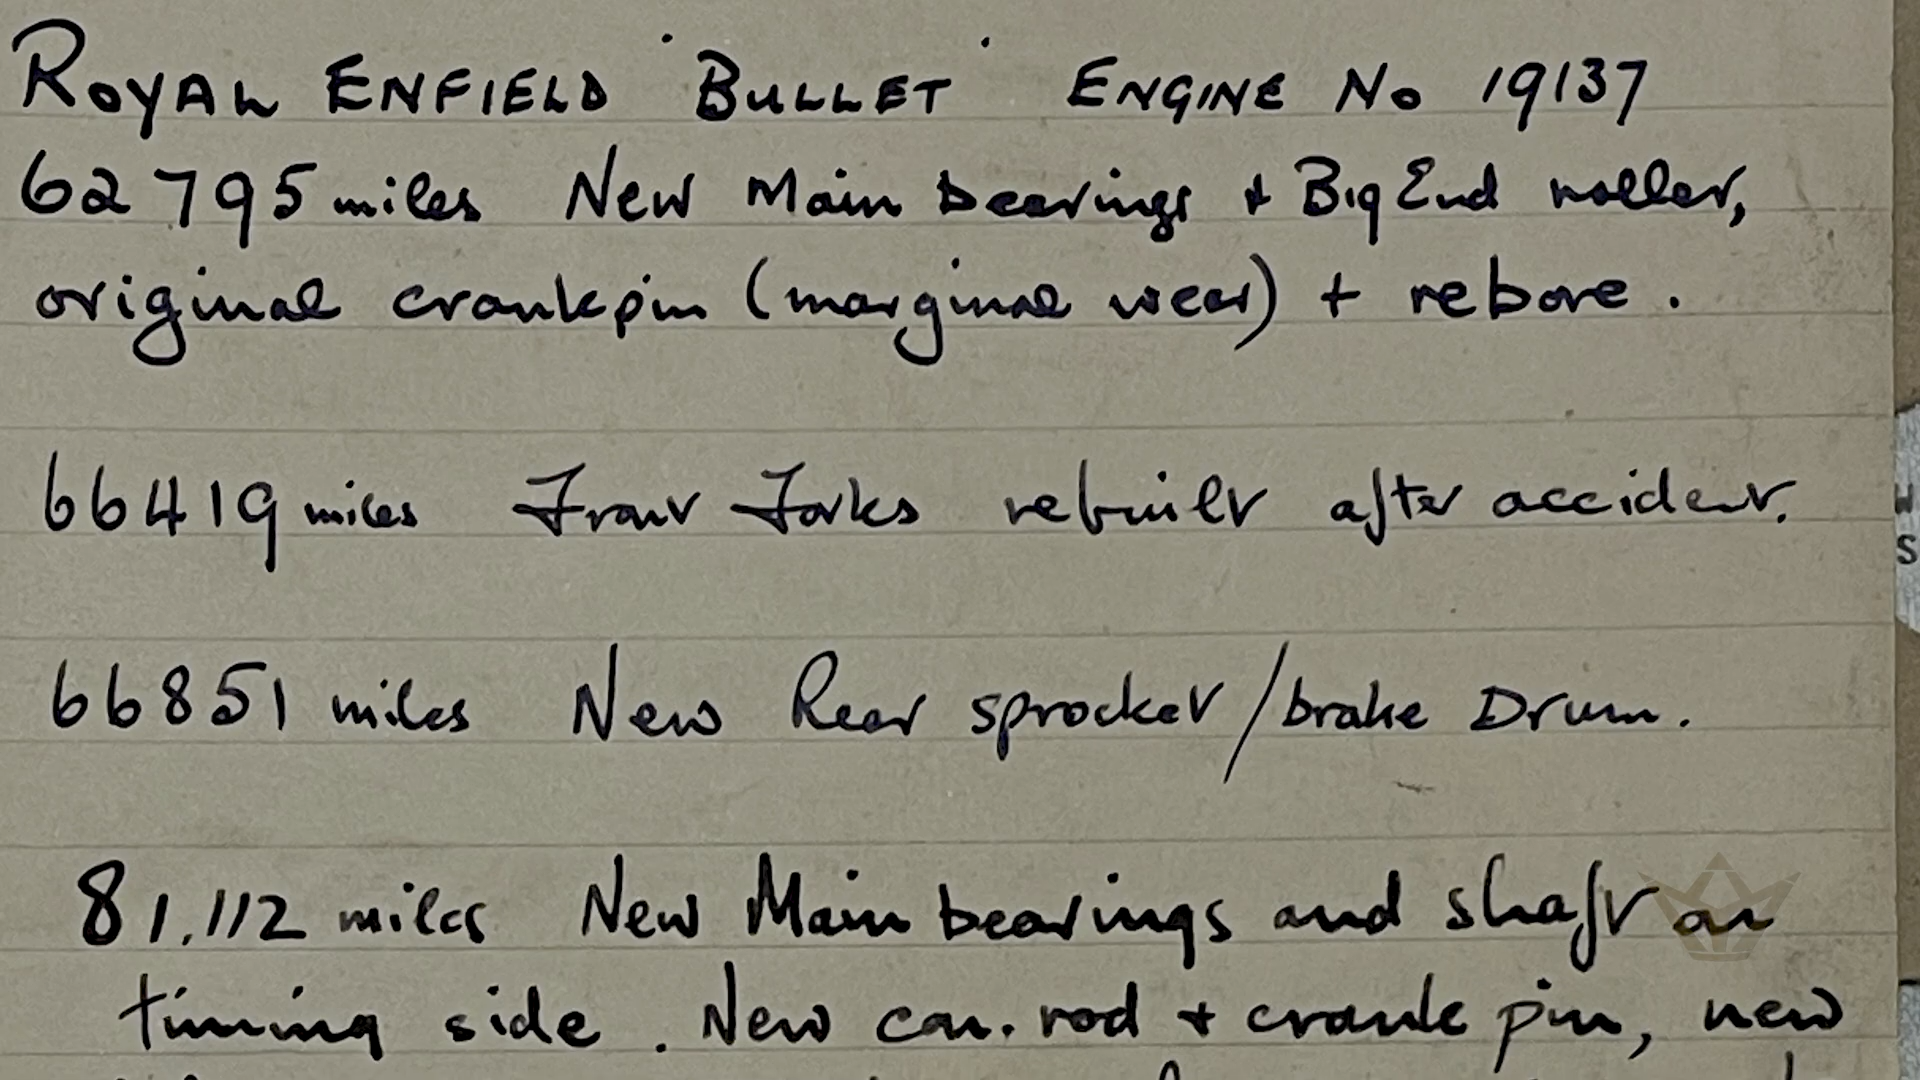 ROYAL ENFIELD "BULLET" ENGINE No 19137
62795 miles New Main bearings + Big End roller,
original crankpin (marginal wear) + rebore.
66419 miles Front Forks rebuilt after accident.
66851 miles New Rear sprocket/brake Drum.
81,112 miles New Main bearings and shaft on
timing side. New con. rod + crank pin, new